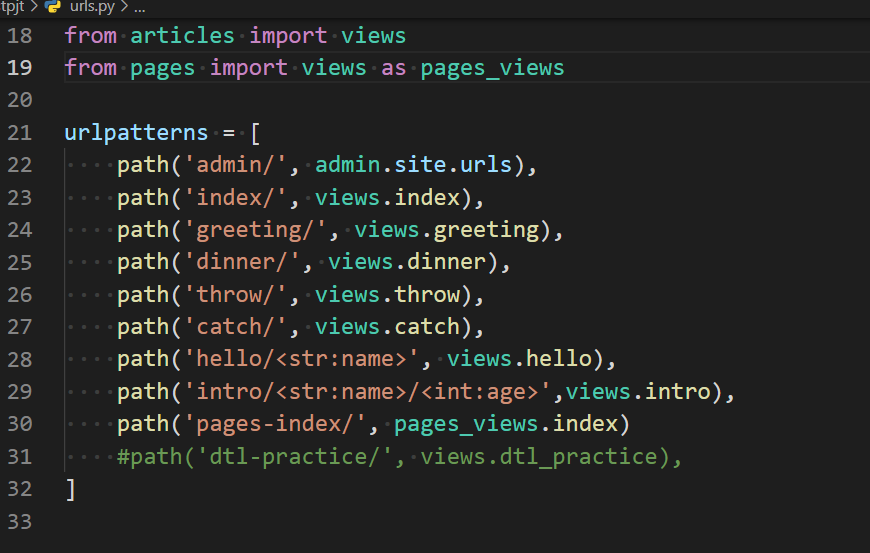 tpjt > urls.py > ...
18 from articles import views
19 from pages import views as pages_views
20
21 urlpatterns = [
22     path('admin/', admin.site.urls),
23     path('index/', views.index),
24     path('greeting/', views.greeting),
25     path('dinner/', views.dinner),
26     path('throw/', views.throw),
27     path('catch/', views.catch),
28     path('hello/<str:name>', views.hello),
29     path('intro/<str:name>/<int:age>',views.intro),
30     path('pages-index/', pages_views.index)
31     #path('dtl-practice/', views.dtl_practice),
32 ]
33